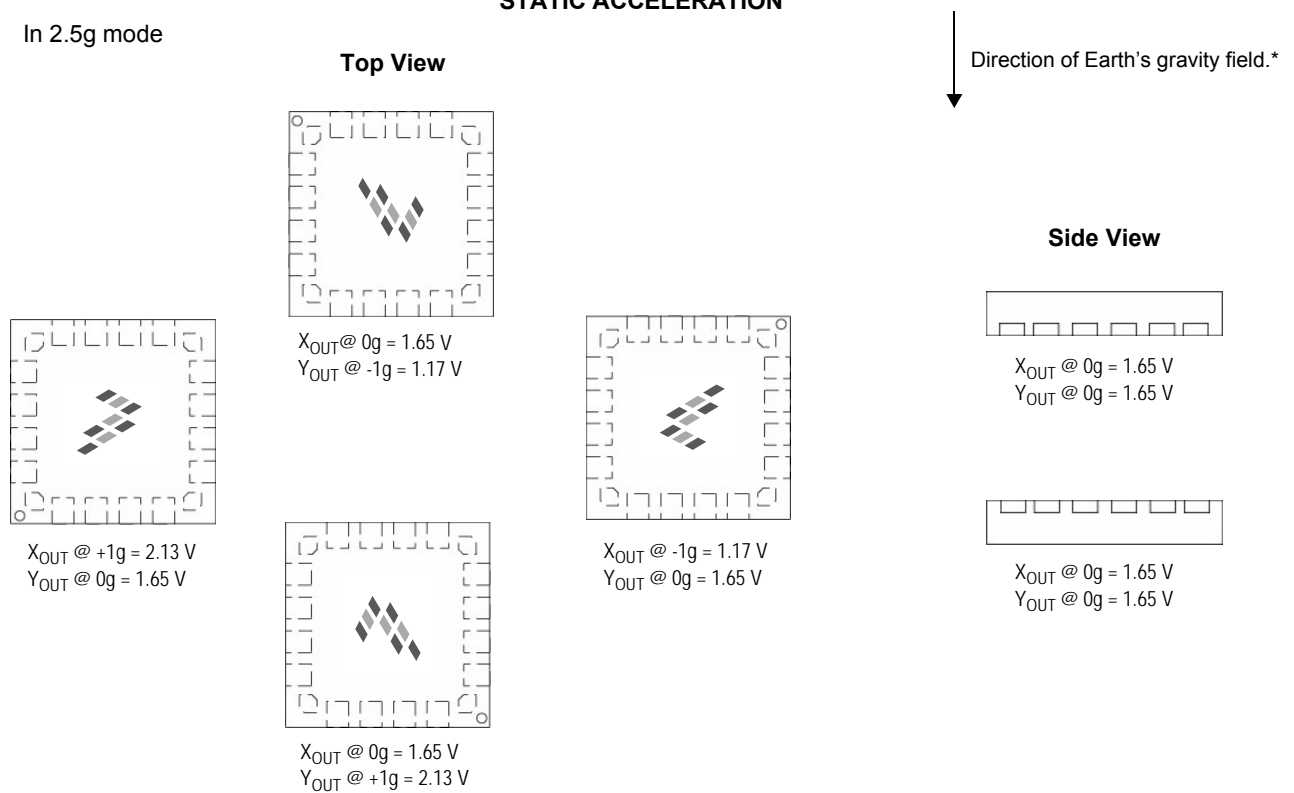 STATIC ACCELERATION
In 2.5g mode
Direction of Earth's gravity field.*
Top View
Side View
X_OUT@ 0g = 1.65 V
Y_OUT @ -1g = 1.17 V
X_OUT @ +1g = 2.13 V
Y_OUT @ 0g = 1.65 V
X_OUT @ -1g = 1.17 V
Y_OUT @ 0g = 1.65 V
X_OUT @ 0g = 1.65 V
Y_OUT @ +1g = 2.13 V
X_OUT @ 0g = 1.65 V
Y_OUT @ 0g = 1.65 V
X_OUT @ 0g = 1.65 V
Y_OUT @ 0g = 1.65 V